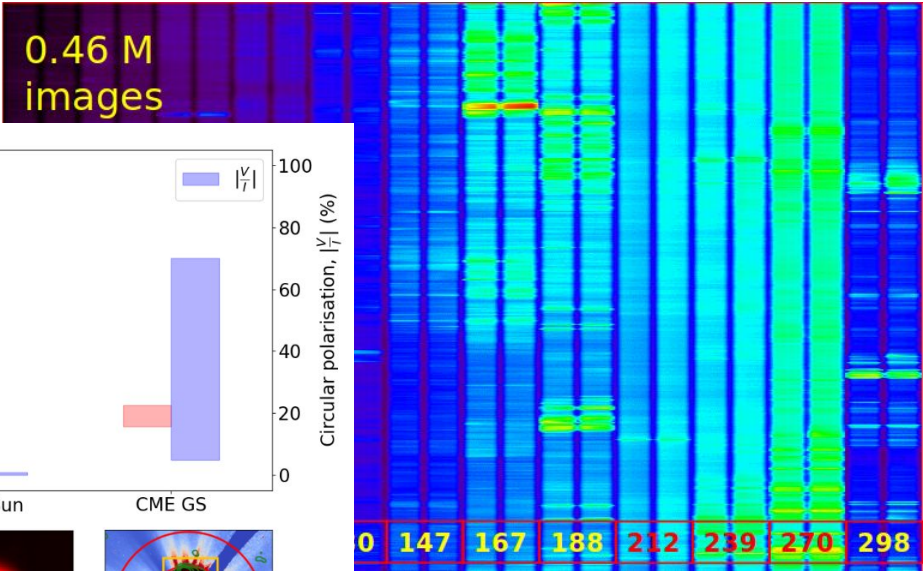 0.46 M
images
|V/I|
100
80
60
40
20
0
Circular polarisation, |V/I| (%)
un
CME GS
0 147 167 188 212 239 270 298